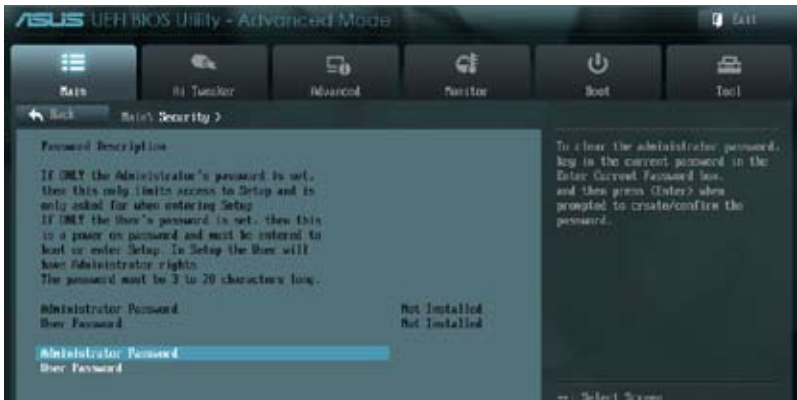 ASUS UEFI BIOS Utility - Advanced Mode
Exit
Main
Ai Tweaker
Advanced
Monitor
Boot
Tool
Back
Main\ Security >
Password Description
If ONLY the Administrator's password is set,
then this only limits access to Setup and is
only asked for when entering Setup
If ONLY the User's password is set, then this
is a power on password and must be entered to
boot or enter Setup. In Setup the User will
have Administrator rights
The password must be 3 to 20 characters long.
Administrator Password Not Installed
User Password Not Installed
Administrator Password
User Password
To clear the administrator password,
key in the current password in the
Enter Current Password box,
and then press <Enter> when
prompted to create/confirm the
password.
Select Screen